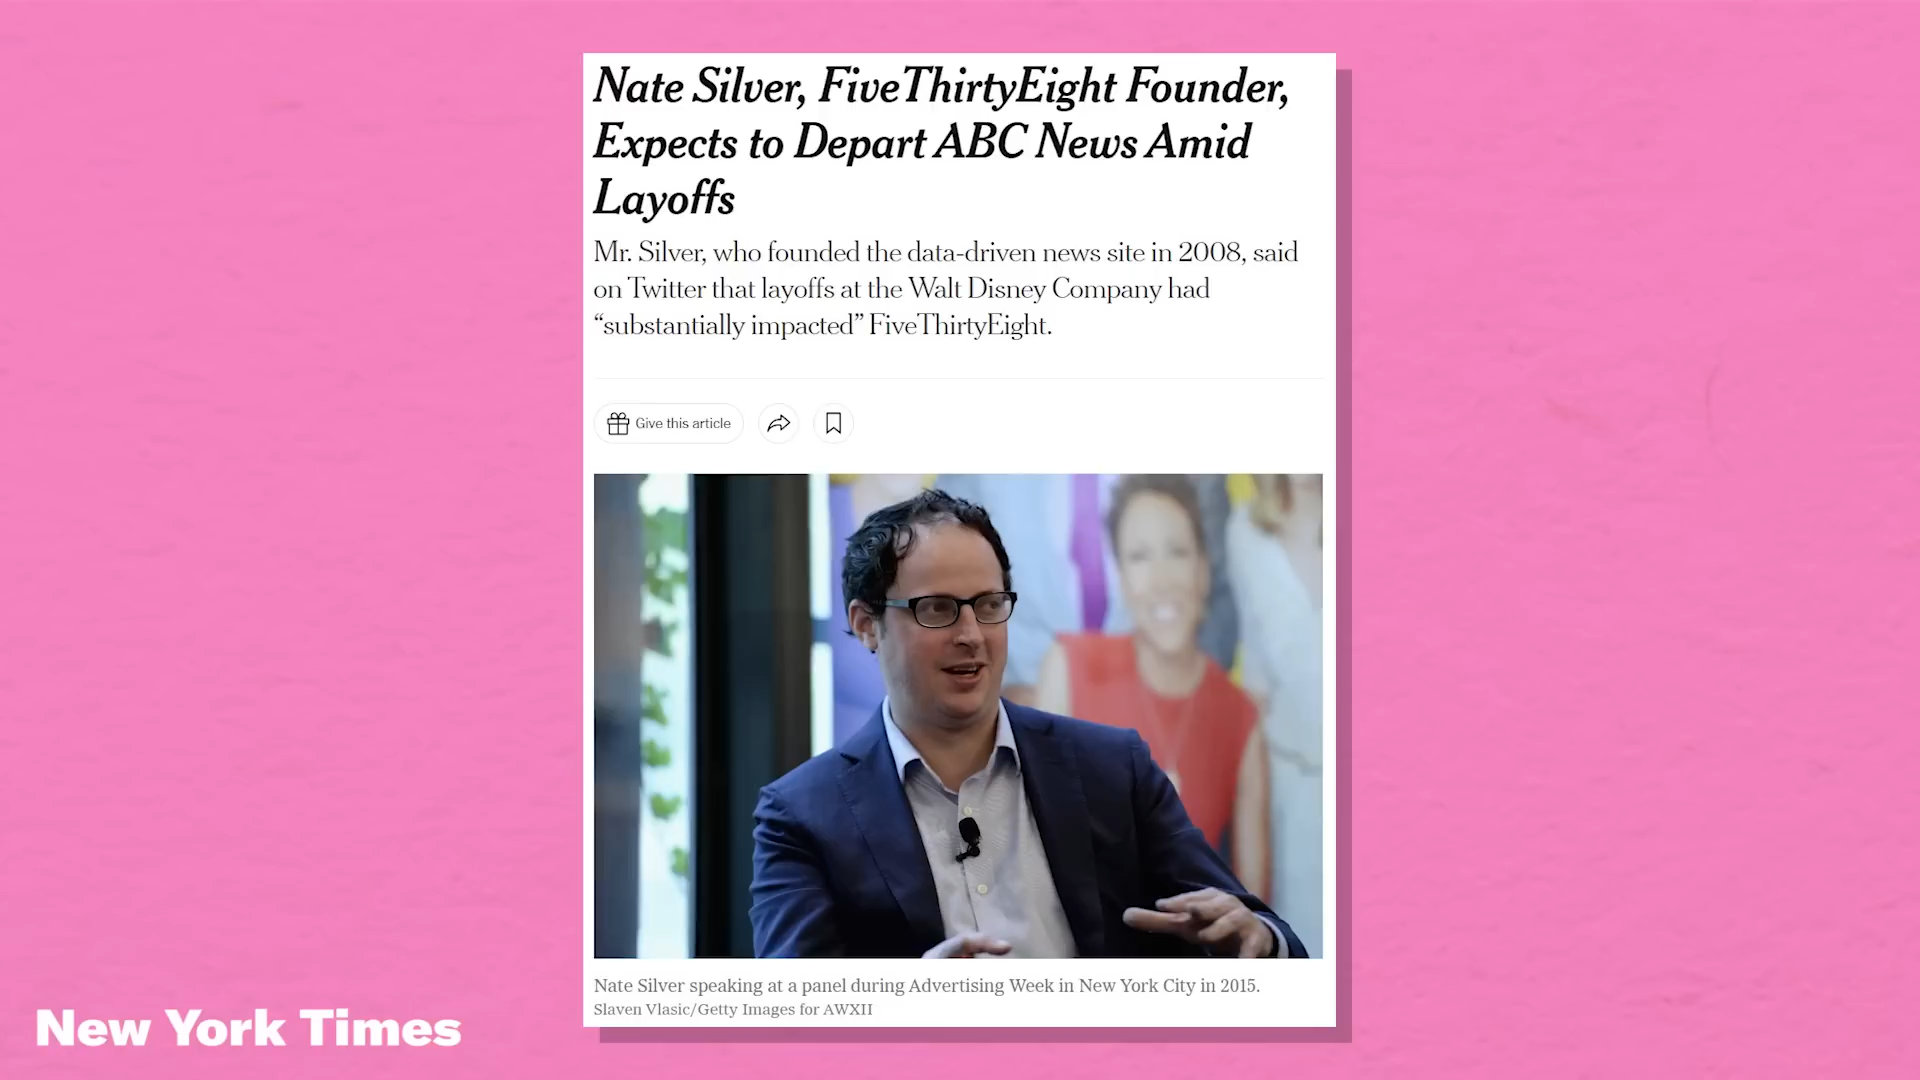 Nate Silver, FiveThirtyEight Founder,
Expects to Depart ABC News Amid
Layoffs
Mr. Silver, who founded the data-driven news site in 2008, said
on Twitter that layoffs at the Walt Disney Company had
“substantially impacted” FiveThirtyEight.
Give this article
Nate Silver speaking at a panel during Advertising Week in New York City in 2015.
Slaven Vlasic/Getty Images for AWXII
New York Times